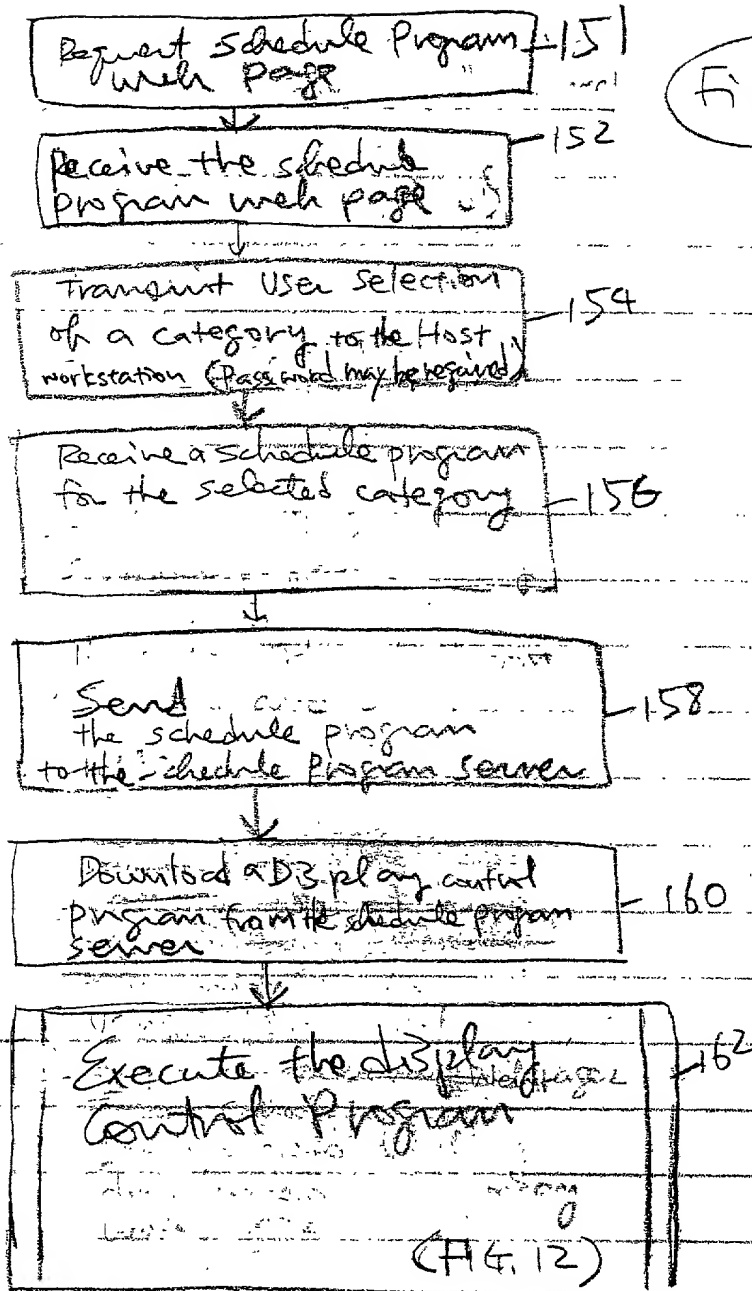 Request Schedule Program
web page
151
Fi
152
Receive the schedule
program web page
Transmit User Selection
of a category to the Host
workstation (Password may be required)
154
Receive a schedule program
for the selected category
156
Send
the schedule program
to the schedule program server
158
Download a Display control
program from the schedule program
server
160
Execute the display
Control Program
162
(FIG. 12)